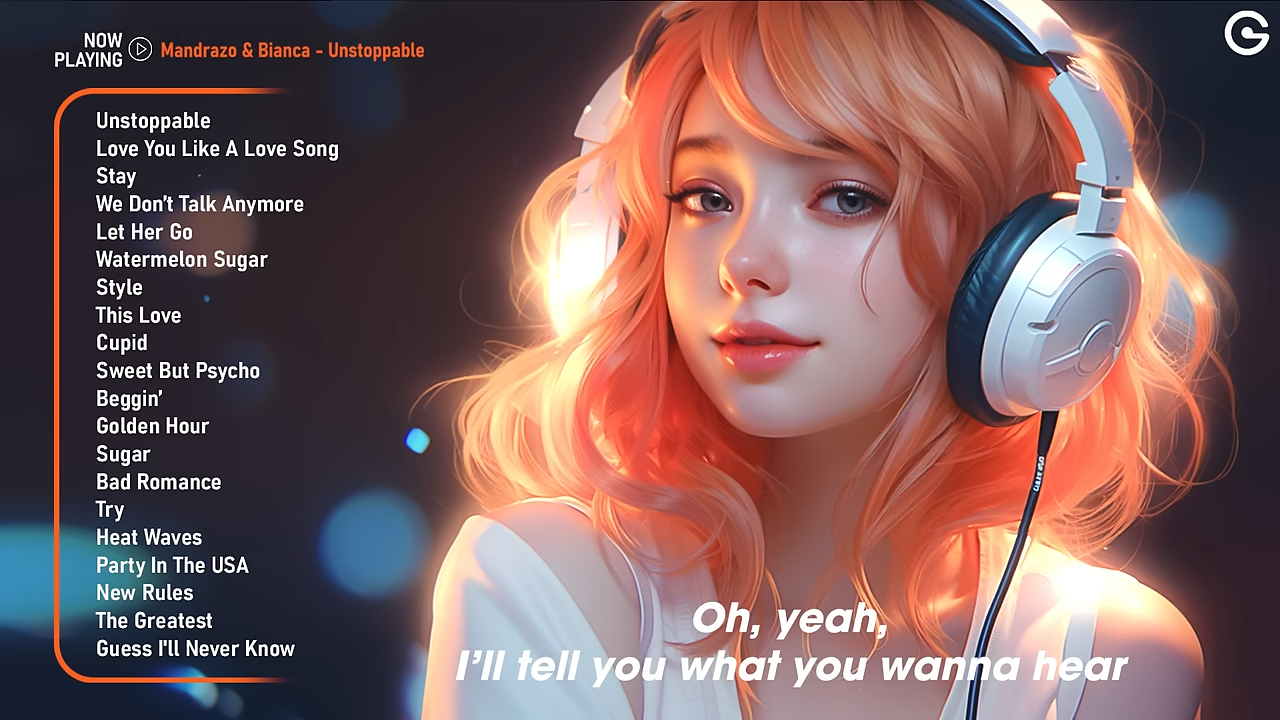 NOW
PLAYING
Mandrazo & Bianca - Unstoppable
Unstoppable
Love You Like A Love Song
Stay
We Don't Talk Anymore
Let Her Go
Watermelon Sugar
Style
This Love
Cupid
Sweet But Psycho
Beggin'
Golden Hour
Sugar
Bad Romance
Try
Heat Waves
Party In The USA
New Rules
The Greatest
Guess I'll Never Know
Oh, yeah,
I'll tell you what you wanna hear
G